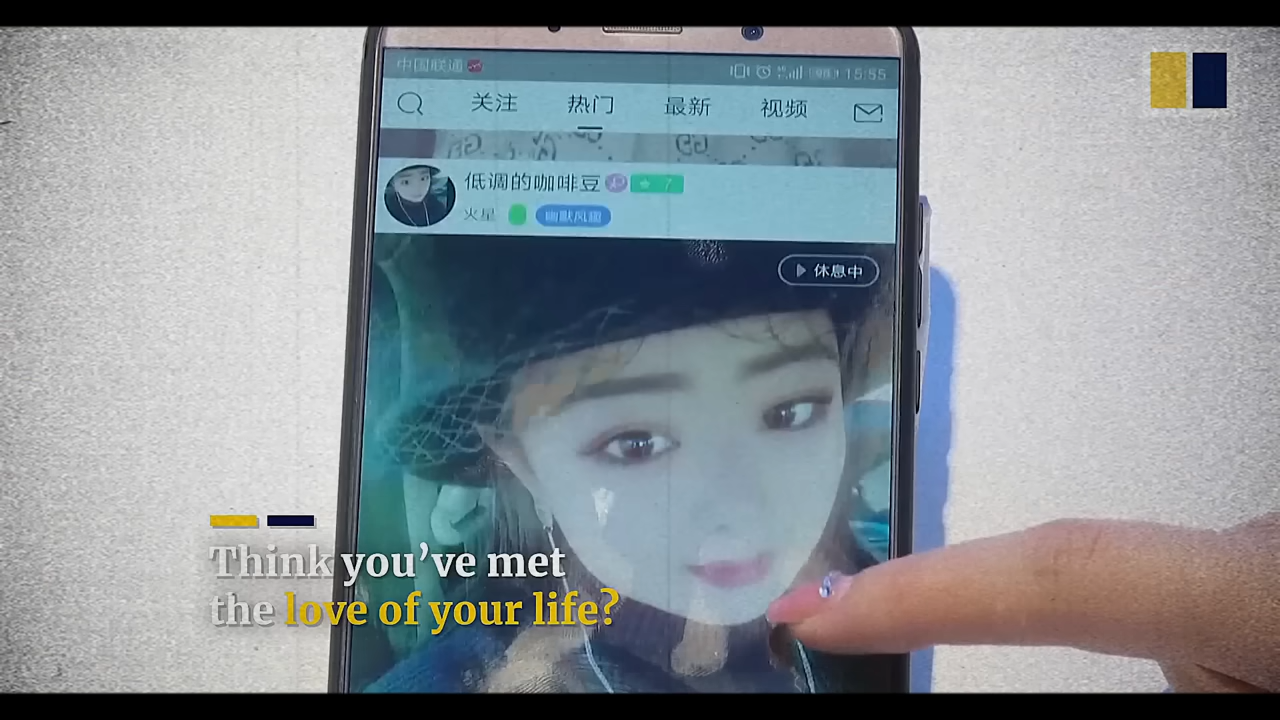 中国联通
15:55
关注 热门 最新 视频
低调的咖啡豆
7
火星
幽默风趣
休息中
Think you've met
the love of your life?